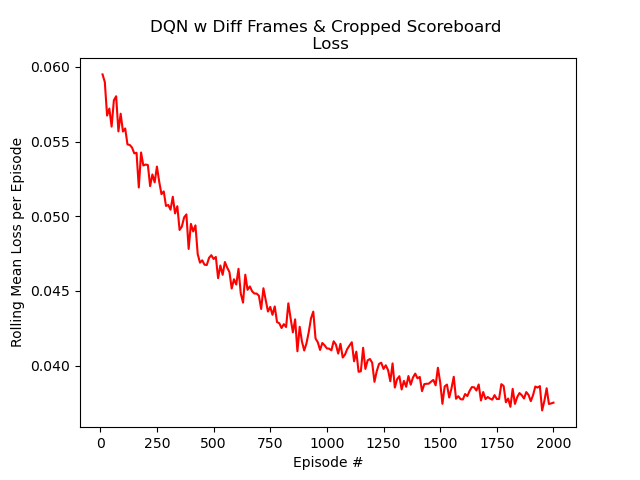 DQN w Diff Frames & Cropped Scoreboard
Loss
0.060
0.055
0.050
0.045
0.040
Rolling Mean Loss per Episode
0 250 500 750 1000 1250 1500 1750 2000
Episode #